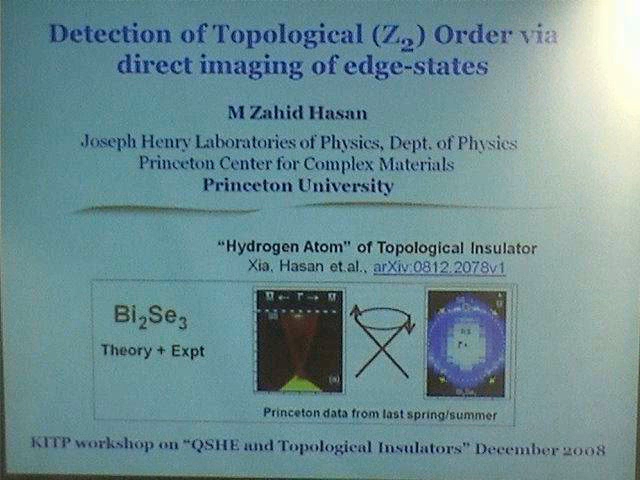 Detection of Topological (Z2) Order via
direct imaging of edge-states
M Zahid Hasan
Joseph Henry Laboratories of Physics, Dept. of Physics
Princeton Center for Complex Materials
Princeton University
“Hydrogen Atom” of Topological Insulator
Xia, Hasan et.al., arXiv:0812.2078v1
Bi2Se3
Theory + Expt
Princeton data from last spring/summer
KITP workshop on “QSHE and Topological Insulators” December 2008